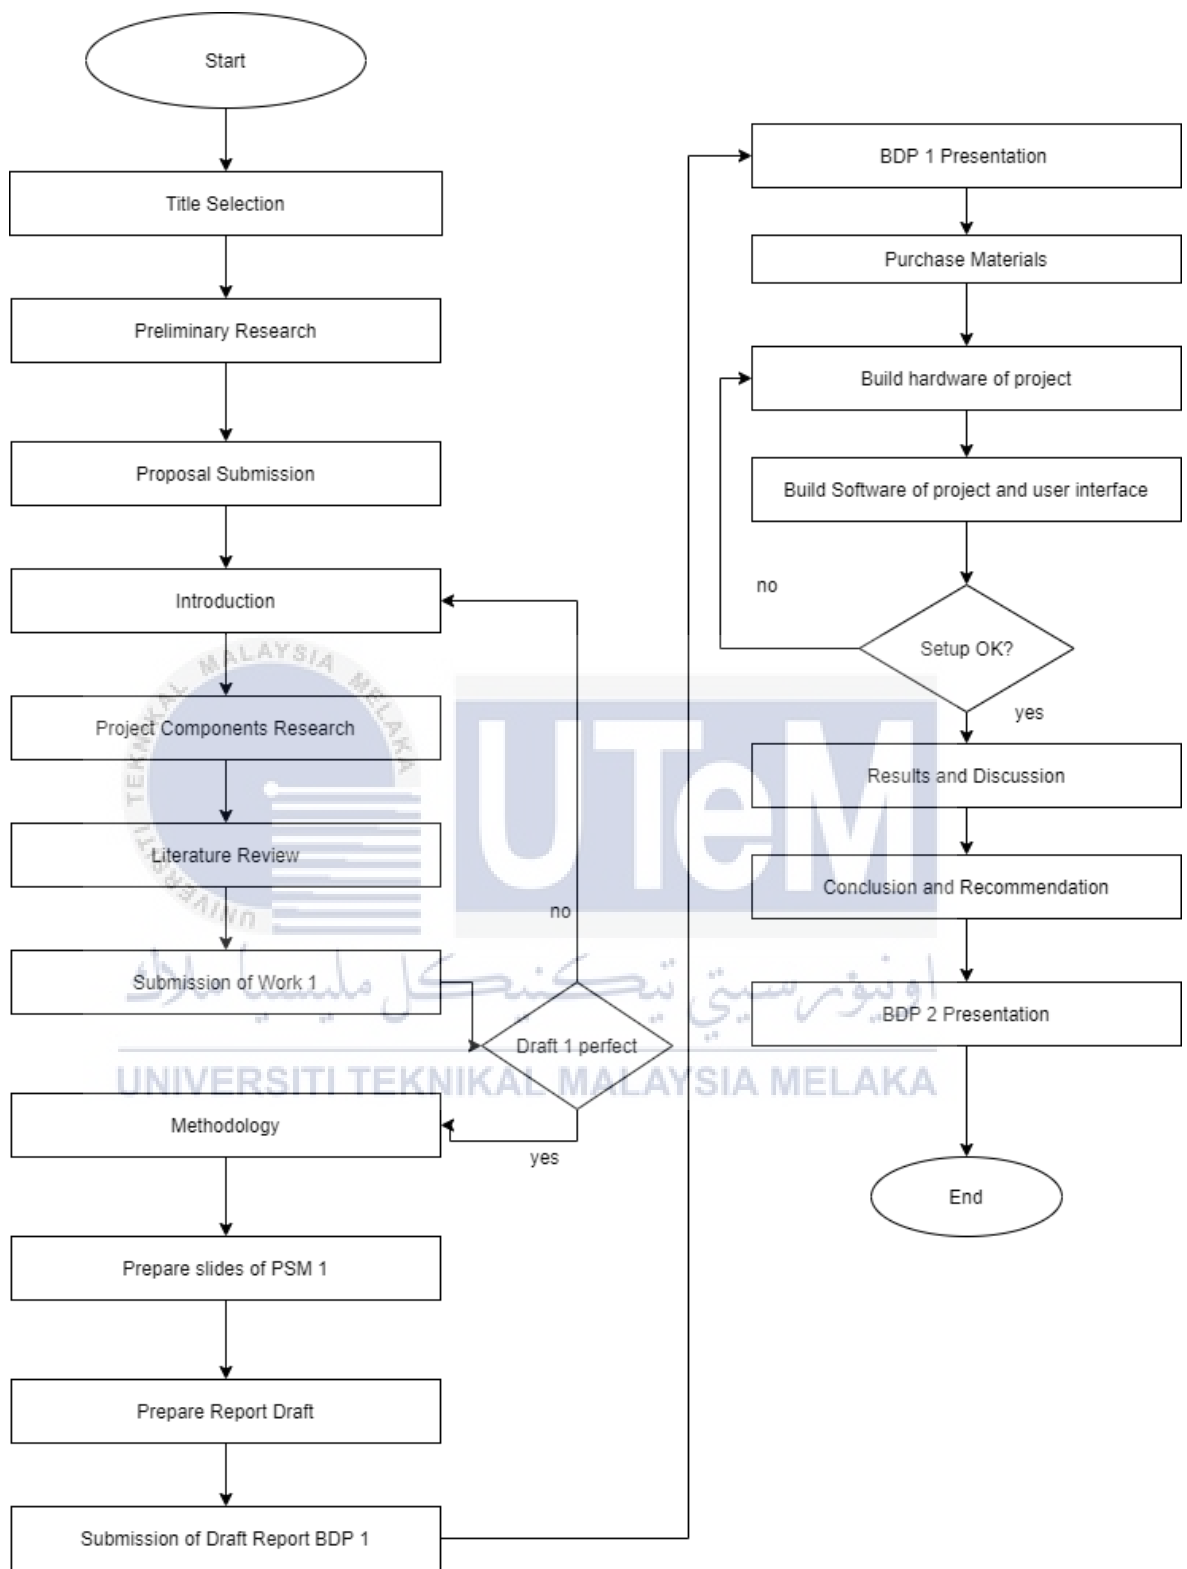 Start
Title Selection
Preliminary Research
Proposal Submission
Introduction
Project Components Research
Literature Review
Submission of Work 1
no
Draft 1 perfect
yes
Methodology
Prepare slides of PSM 1
Prepare Report Draft
Submission of Draft Report BDP 1
BDP 1 Presentation
Purchase Materials
Build hardware of project
Build Software of project and user interface
no
Setup OK?
yes
Results and Discussion
Conclusion and Recommendation
BDP 2 Presentation
End
UNIVERSITI TEKNIKAL MALAYSIA MELAKA
UTeM
اونيۏرسيتي تيكنيكل مليسيا ملاك
UNIVERSITI TEKNIKAL MALAYSIA MELAKA